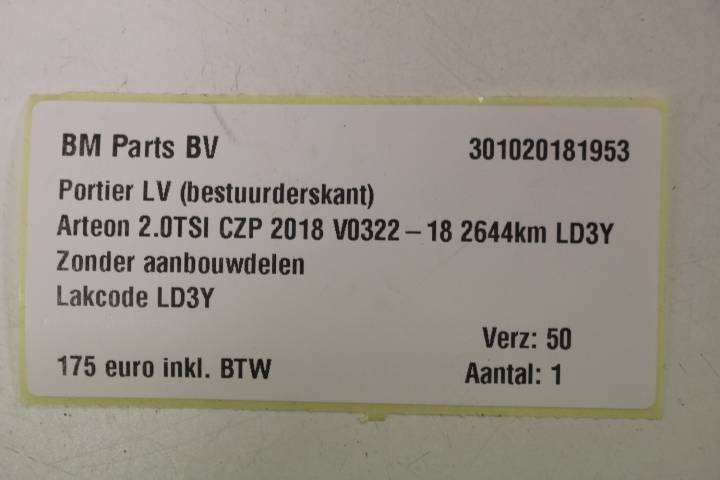 BM Parts BV 301020181953
Portier LV (bestuurderskant)
Arteon 2.0TSI CZP 2018 V0322 – 18 2644km LD3Y
Zonder aanbouwdelen
Lakcode LD3Y
Verz: 50
175 euro inkl. BTW Aantal: 1